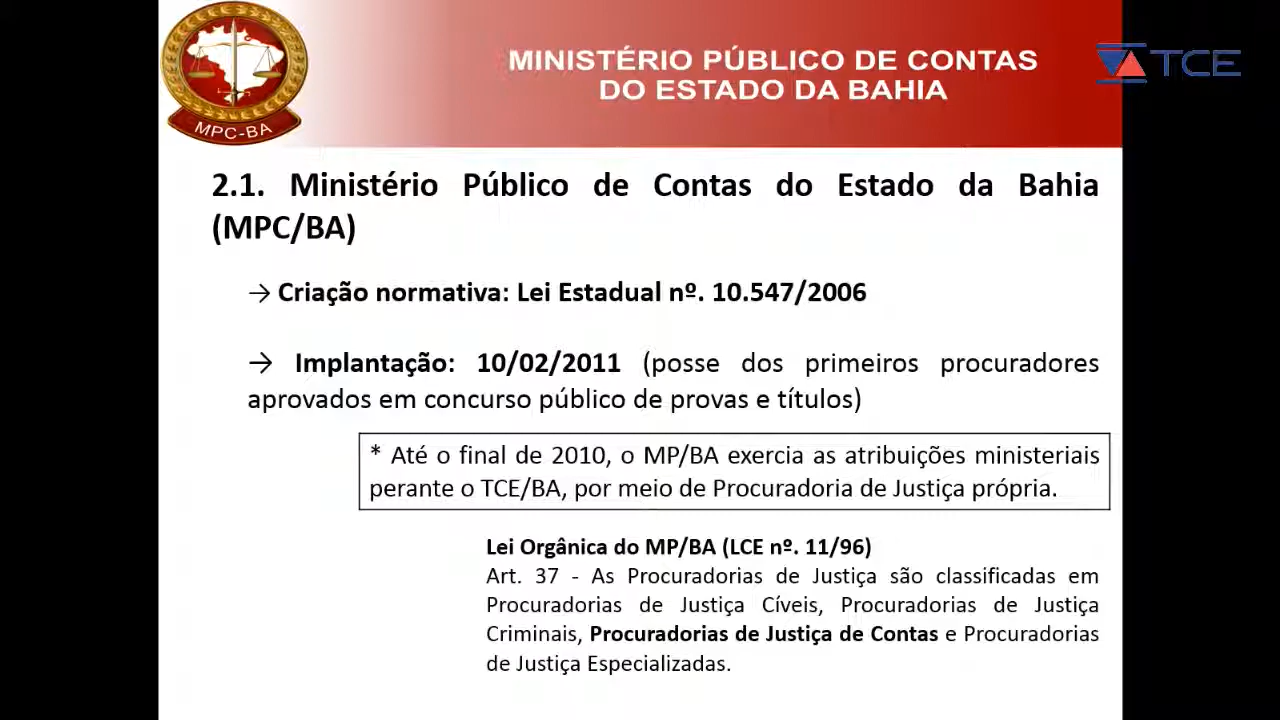 MPC-BA
MINISTÉRIO PÚBLICO DE CONTAS
DO ESTADO DA BAHIA
TCE
2.1. Ministério Público de Contas do Estado da Bahia
(MPC/BA)
→ Criação normativa: Lei Estadual nº. 10.547/2006
→ Implantação: 10/02/2011 (posse dos primeiros procuradores
aprovados em concurso público de provas e títulos)
* Até o final de 2010, o MP/BA exercia as atribuições ministeriais
perante o TCE/BA, por meio de Procuradoria de Justiça própria.
Lei Orgânica do MP/BA (LCE nº. 11/96)
Art. 37 - As Procuradorias de Justiça são classificadas em
Procuradorias de Justiça Cíveis, Procuradorias de Justiça
Criminais, Procuradorias de Justiça de Contas e Procuradorias
de Justiça Especializadas.